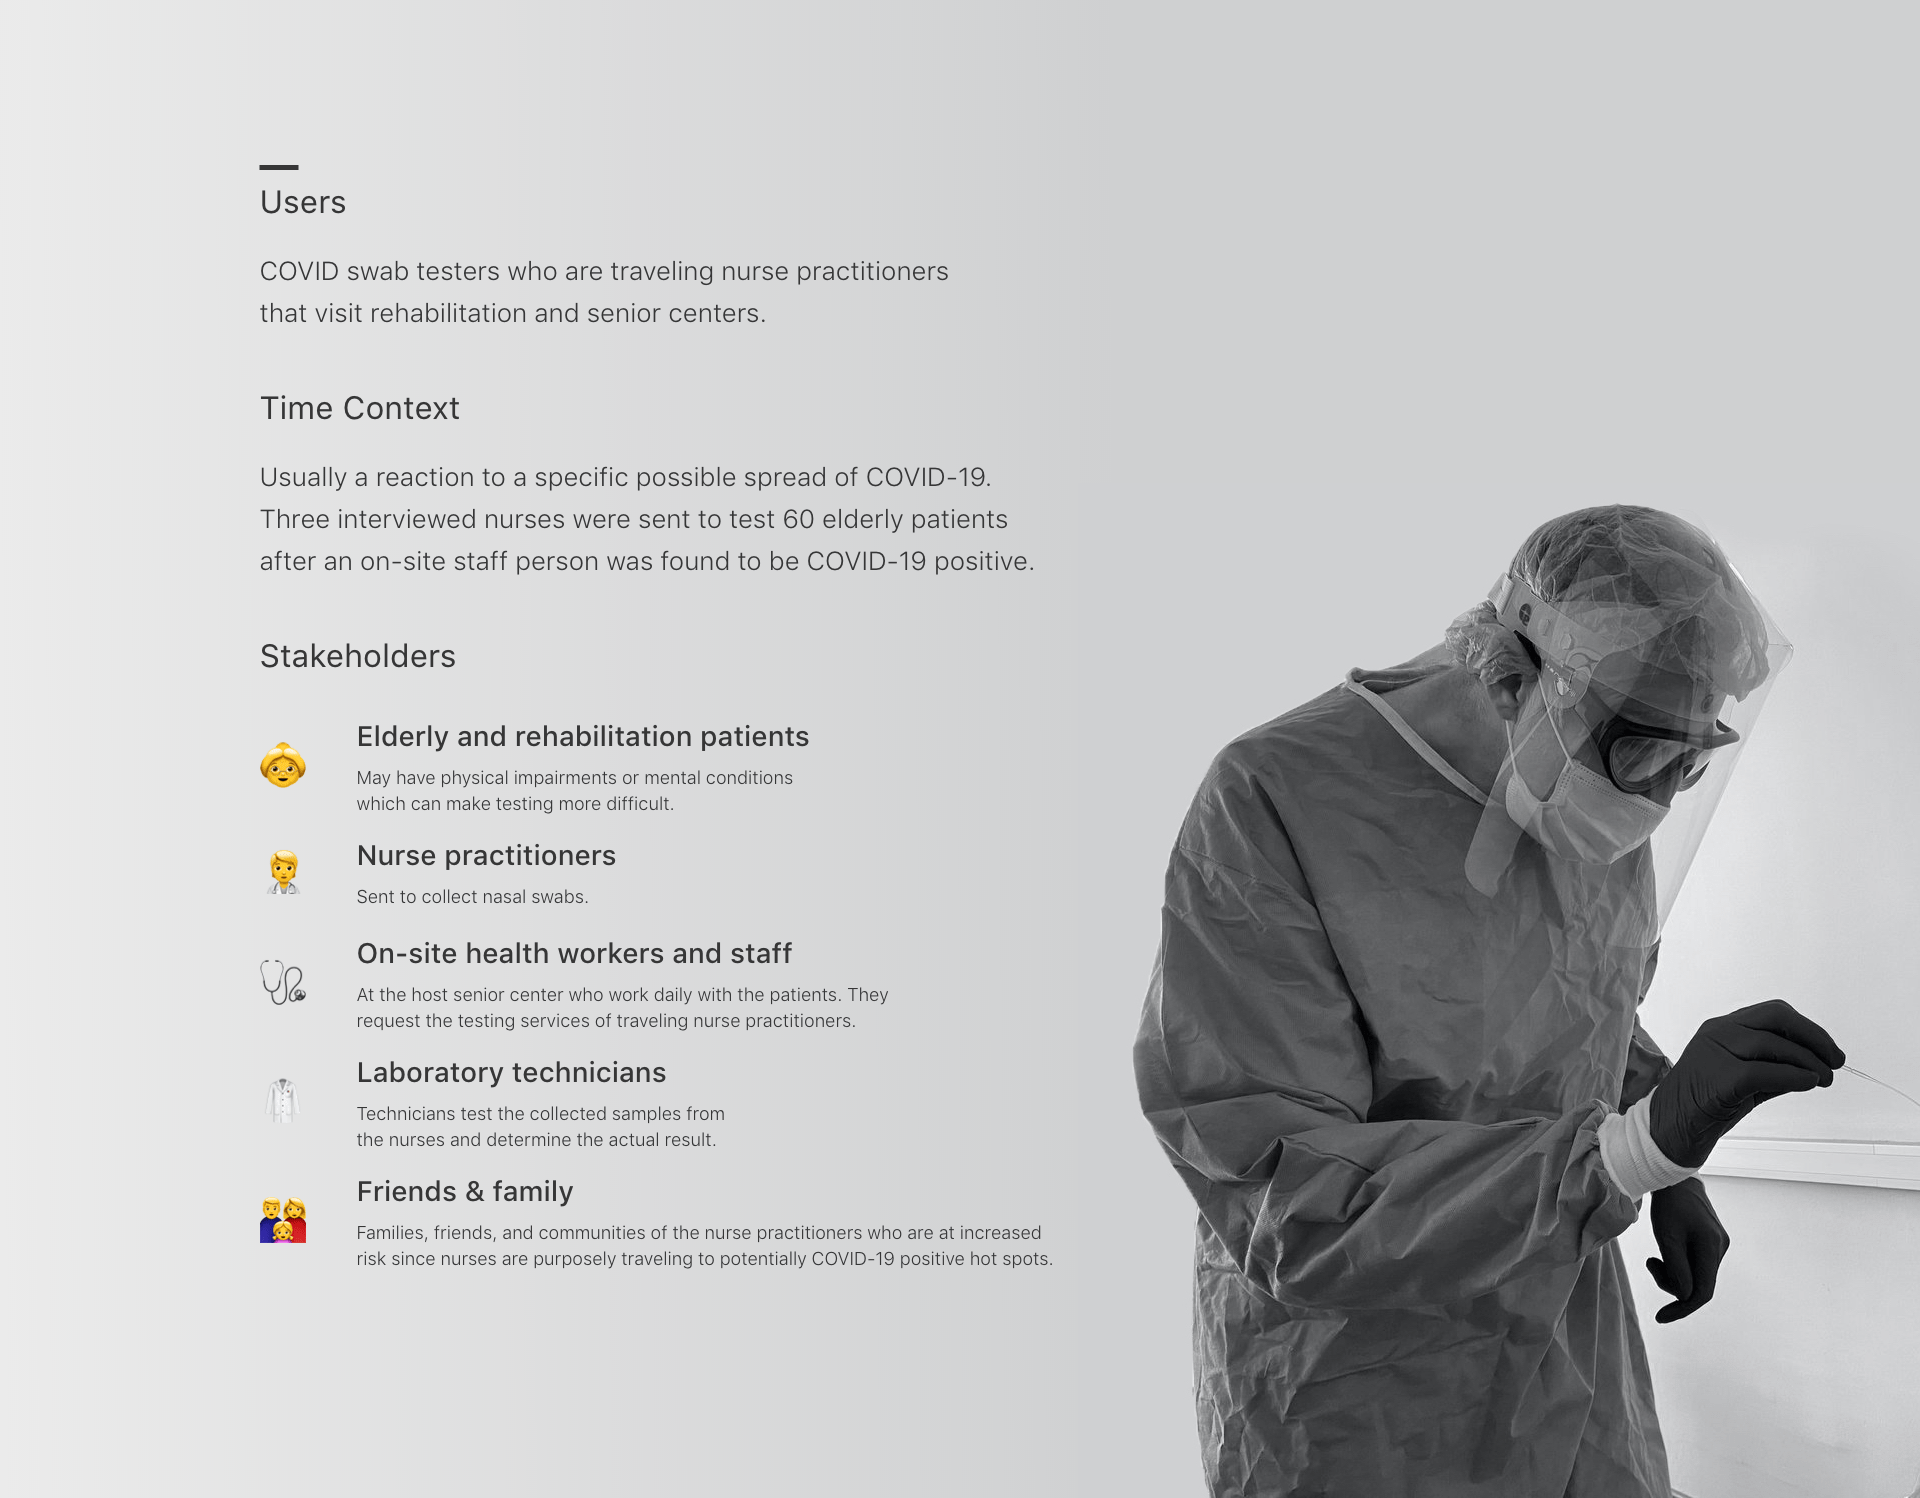 Users
COVID swab testers who are traveling nurse practitioners
that visit rehabilitation and senior centers.
Time Context
Usually a reaction to a specific possible spread of COVID-19.
Three interviewed nurses were sent to test 60 elderly patients
after an on-site staff person was found to be COVID-19 positive.
Stakeholders
Elderly and rehabilitation patients
May have physical impairments or mental conditions
which can make testing more difficult.
Nurse practitioners
Sent to collect nasal swabs.
On-site health workers and staff
At the host senior center who work daily with the patients. They
request the testing services of traveling nurse practitioners.
Laboratory technicians
Technicians test the collected samples from
the nurses and determine the actual result.
Friends & family
Families, friends, and communities of the nurse practitioners who are at increased
risk since nurses are purposely traveling to potentially COVID-19 positive hot spots.